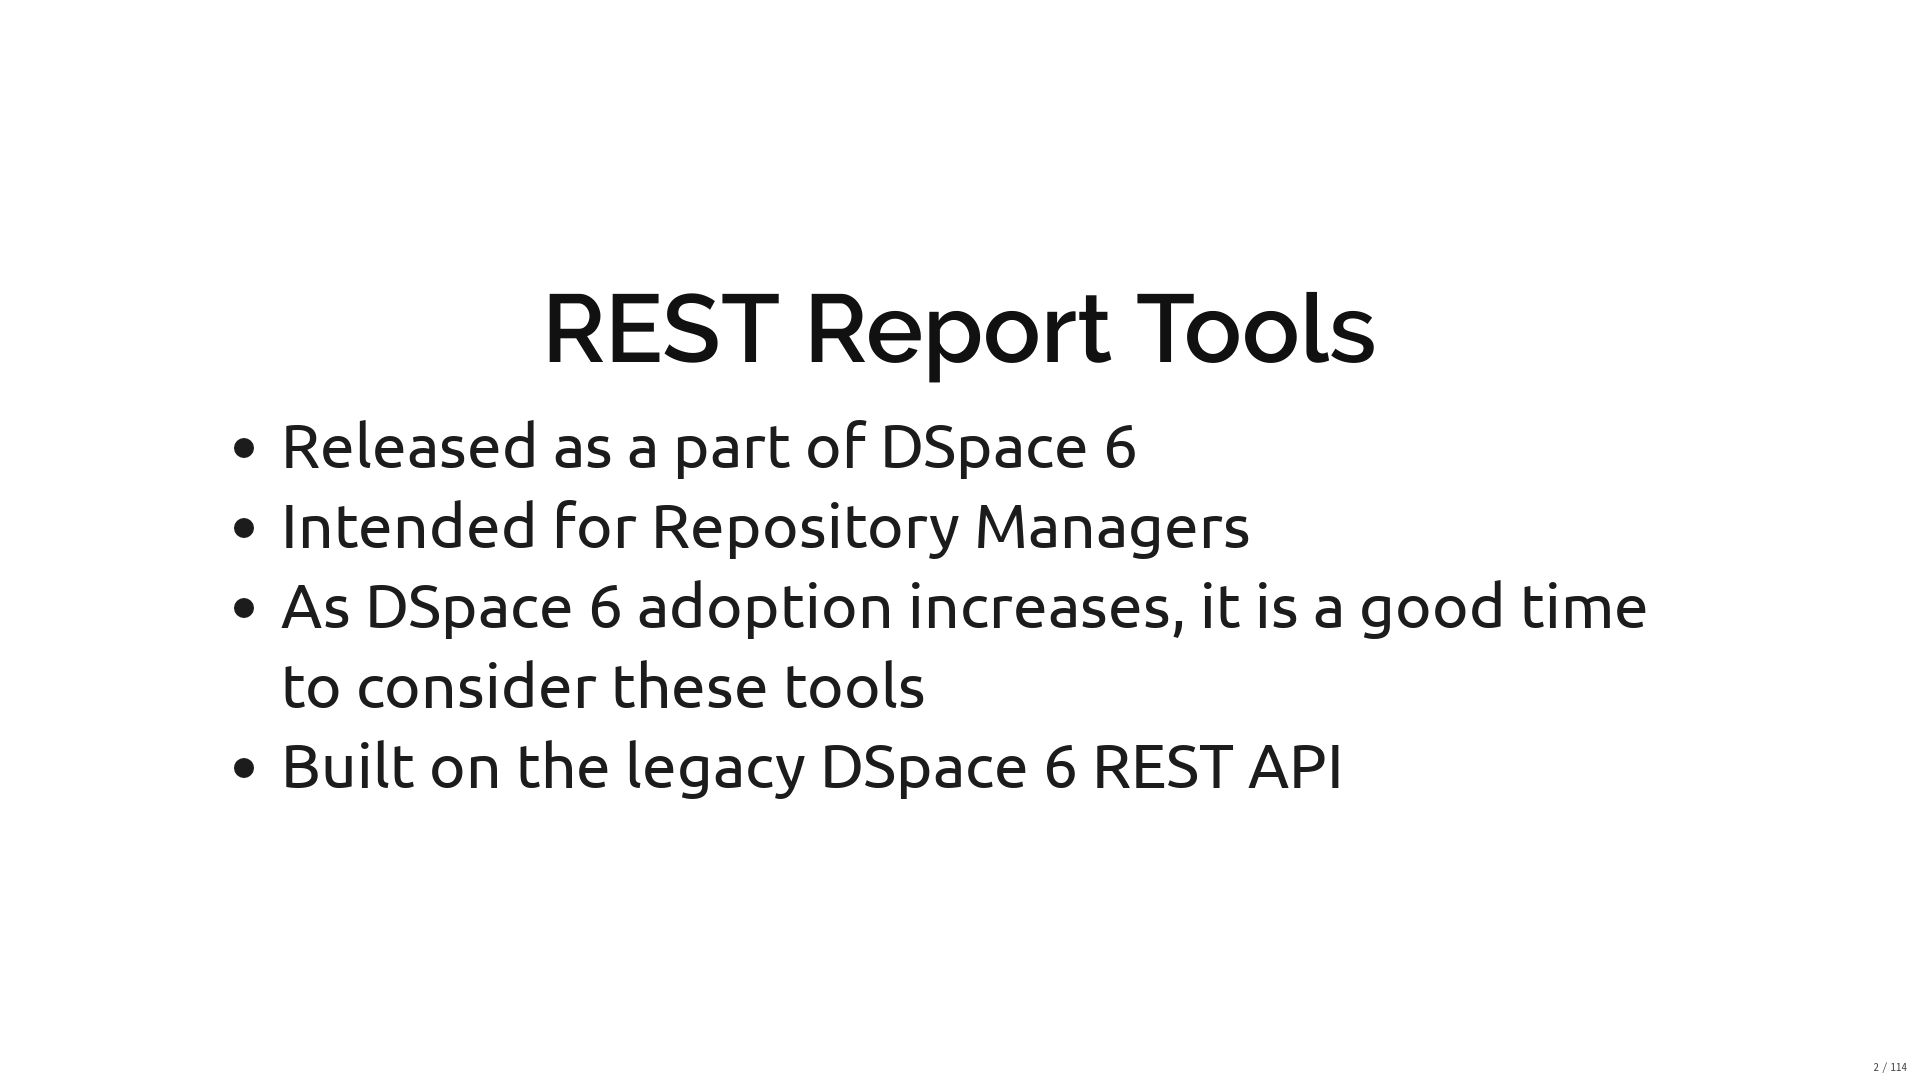 REST Report Tools
• Released as a part of DSpace 6
• Intended for Repository Managers
• As DSpace 6 adoption increases, it is a good time
to consider these tools
• Built on the legacy DSpace 6 REST API
2 / 114